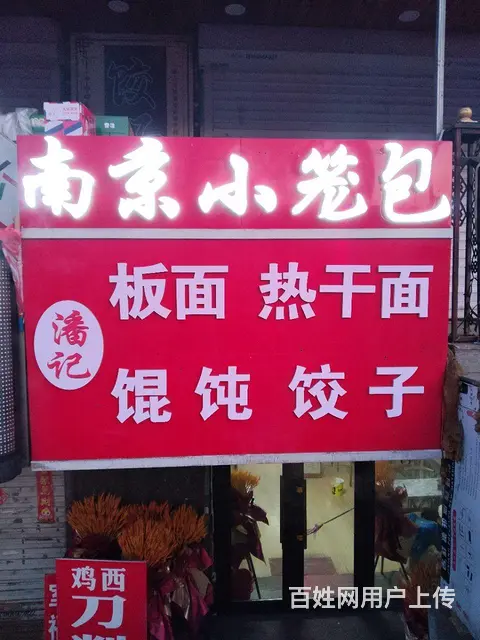 南京小笼包
潘记
板面 热干面
馄饨 饺子
鸡西
百姓网用户上传